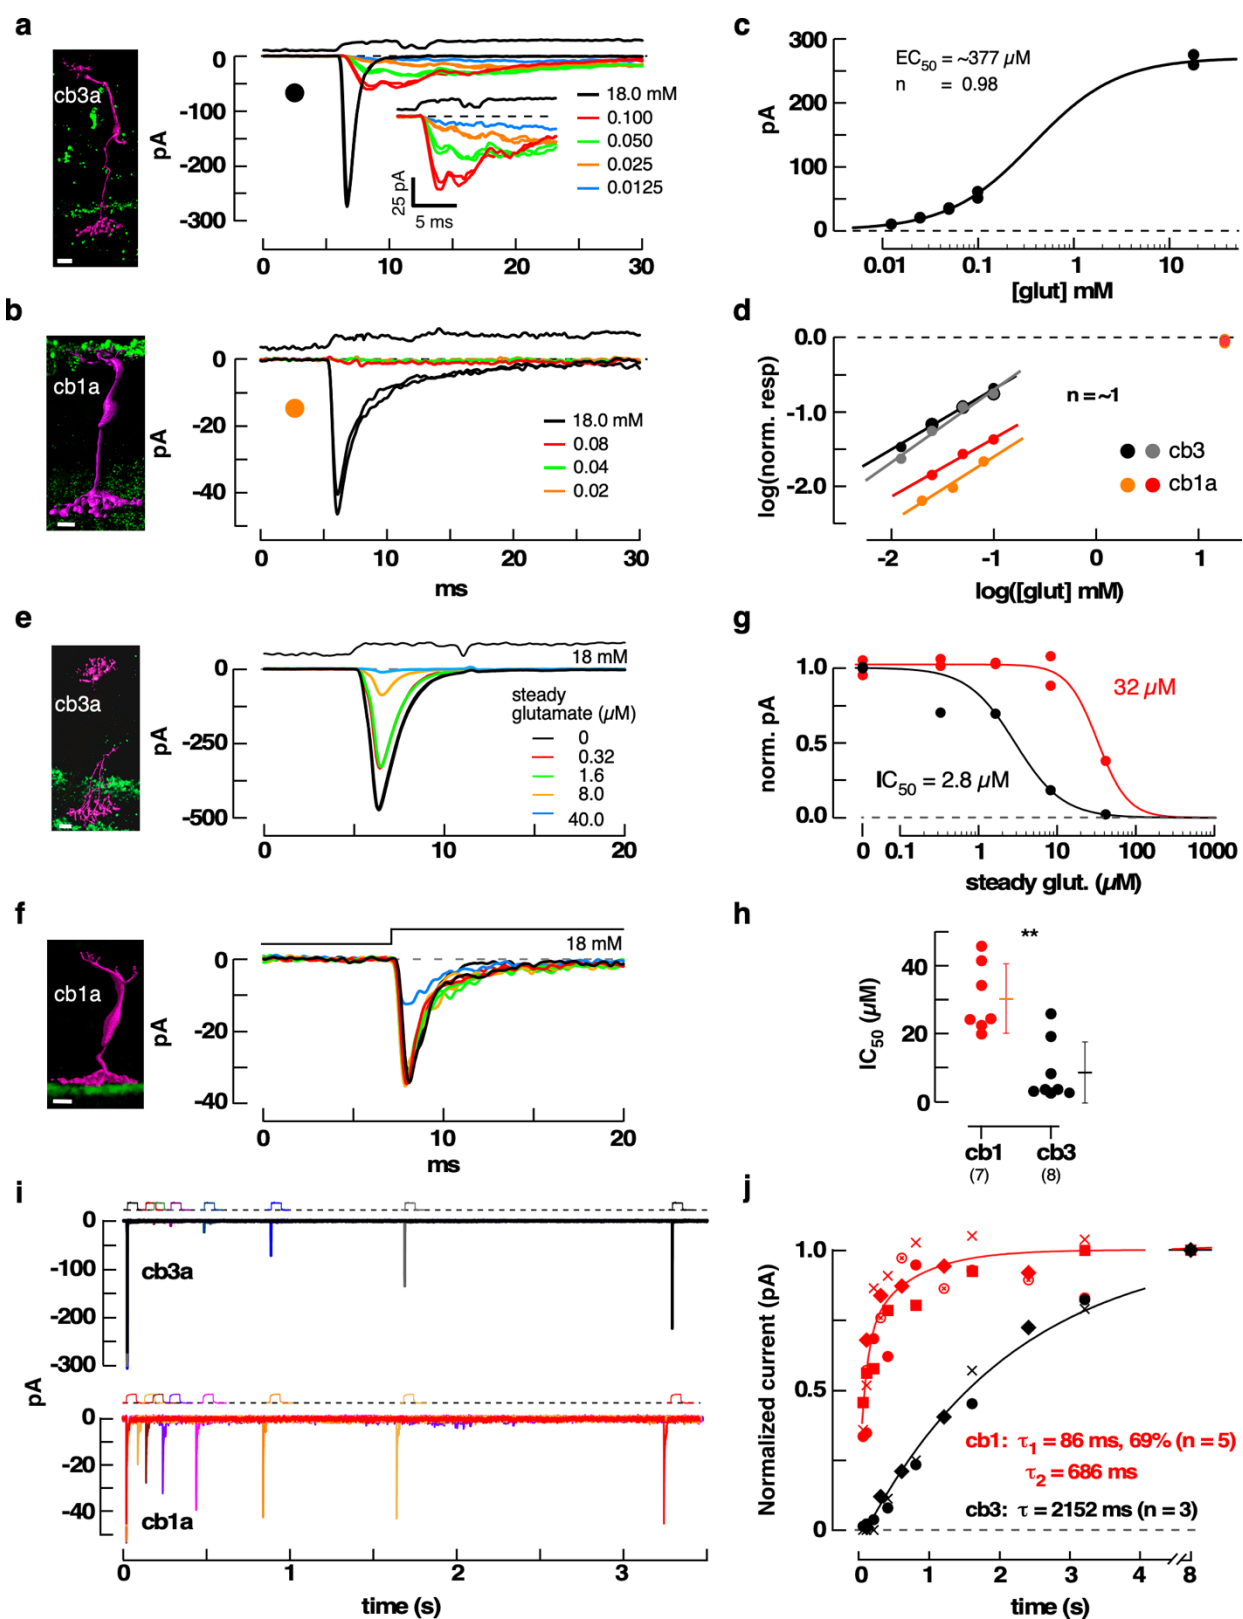 a
cb3a
0
-100
-200
-300
pA
18.0 mM
0.100
0.050
0.025
0.0125
25 pA
5 ms
0 10 20 30
c
300
200
100
0
pA
EC50 = ~377 µM
n = 0.98
0.01 0.1 1 10
[glut] mM
b
cb1a
0
-20
-40
pA
18.0 mM
0.08
0.04
0.02
0 10 20 30
ms
d
0.0
-1.0
-2.0
log(norm. resp)
n = ~1
cb3
cb1a
-2 -1 0 1
log([glut] mM)
e
cb3a
0
-250
-500
pA
18 mM
steady
glutamate (µM)
0
0.32
1.6
8.0
40.0
0 10 20
g
1.0
0.5
0.0
norm. pA
32 µM
IC50 = 2.8 µM
0 0.1 1 10 100 1000
steady glut. (µM)
f
cb1a
0
-20
-40
pA
18 mM
0 10 20
ms
h
40
20
0
IC50 (µM)
**
cb1 cb3
(7) (8)
i
0
-100
-200
-300
cb3a
pA
0
-20
-40
cb1a
0 1 2 3
time (s)
j
1.0
0.5
0
Normalized current (pA)
cb1: τ1 = 86 ms, 69% (n = 5)
τ2 = 686 ms
cb3: τ = 2152 ms (n = 3)
0 1 2 3 4 8
time (s)